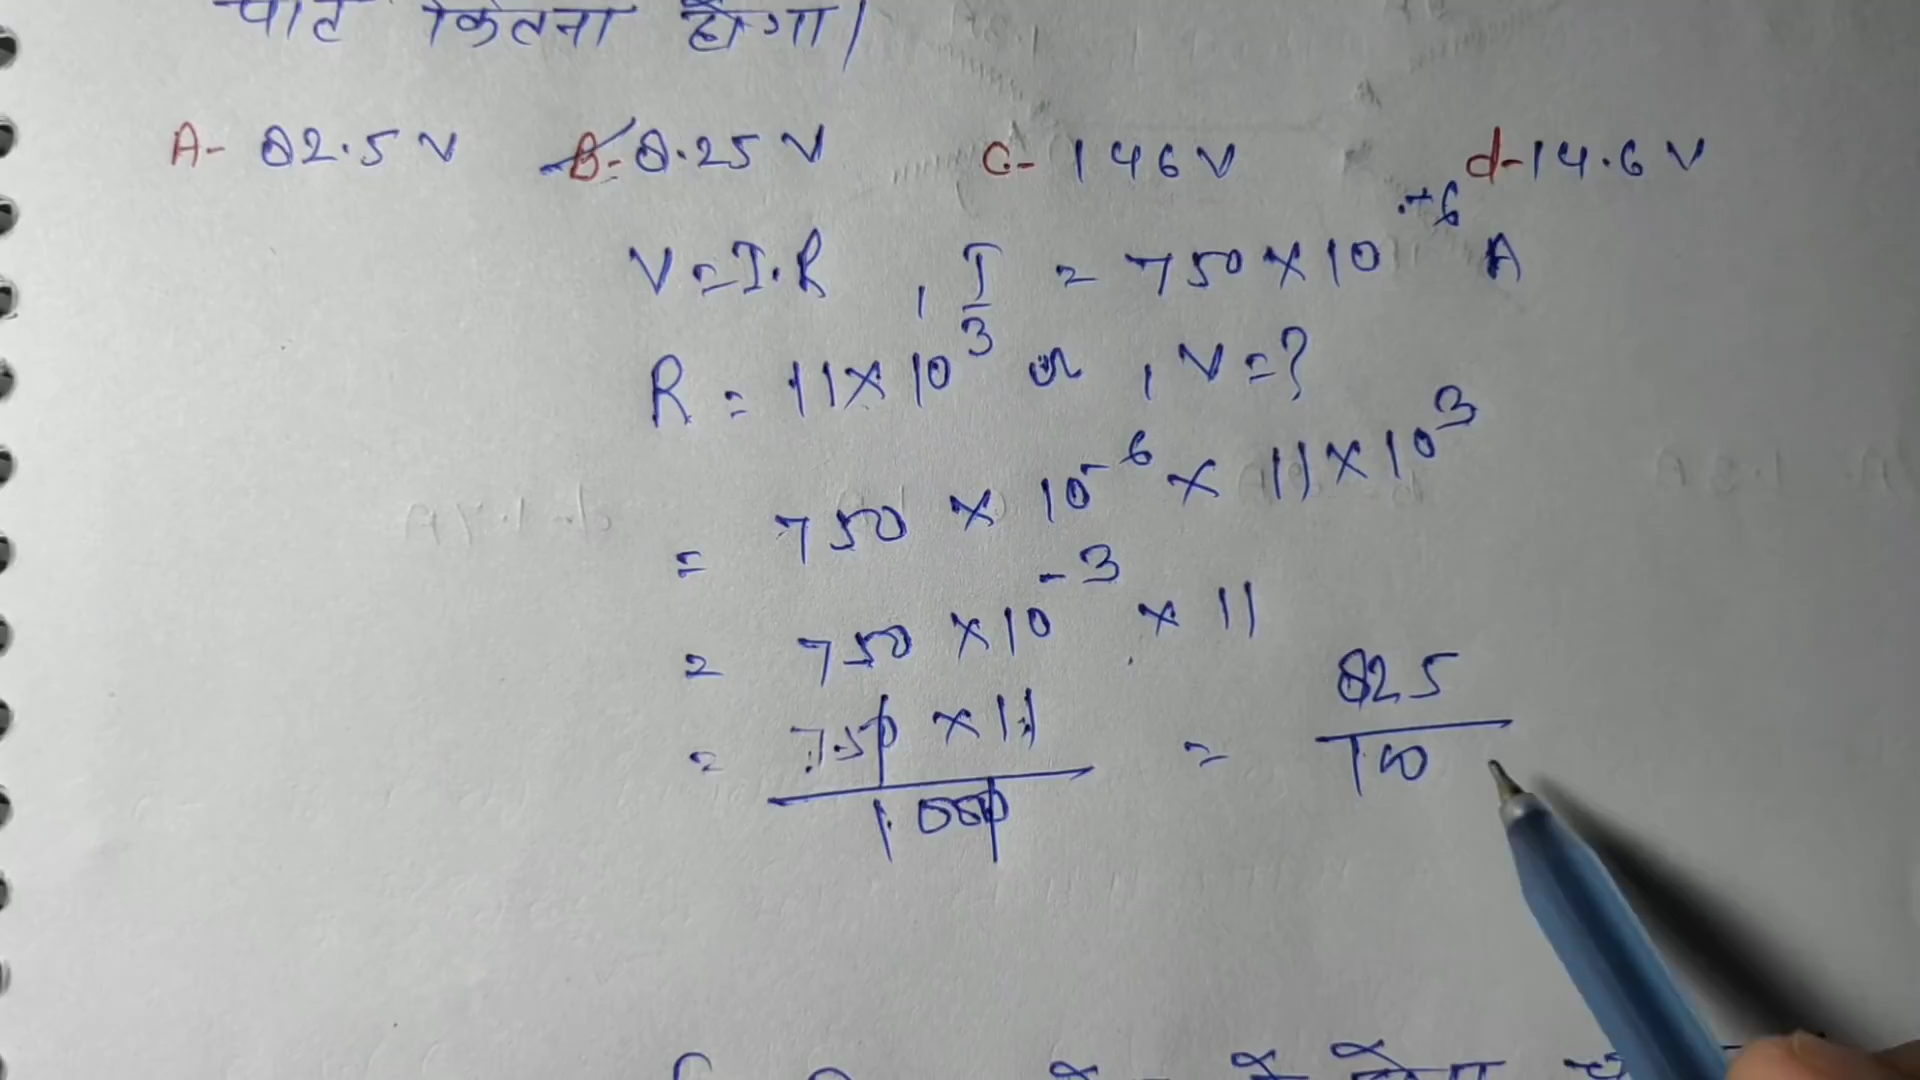 कितना होगा।
A- 82.5 V B- 8.25 V C- 146 V d- 14.6 V
V = I.R , I = 750 × 10⁻⁶ A
R = 11 × 10³ Ω , V = ?
= 750 × 10⁻⁶ × 11 × 10³
= 750 × 10⁻³ × 11
= 750 × 11 / 1000 = 825 / 100